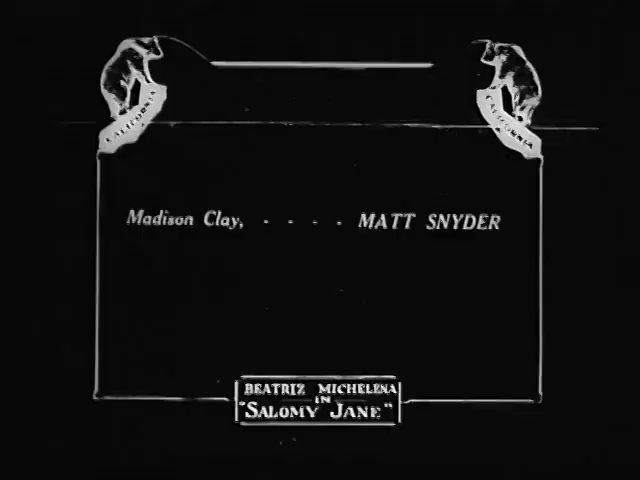 CALIFORNIA
CALIFORNIA
Madison Clay, - - - - MATT SNYDER
BEATRIZ MICHELENA
IN
"SALOMY JANE"